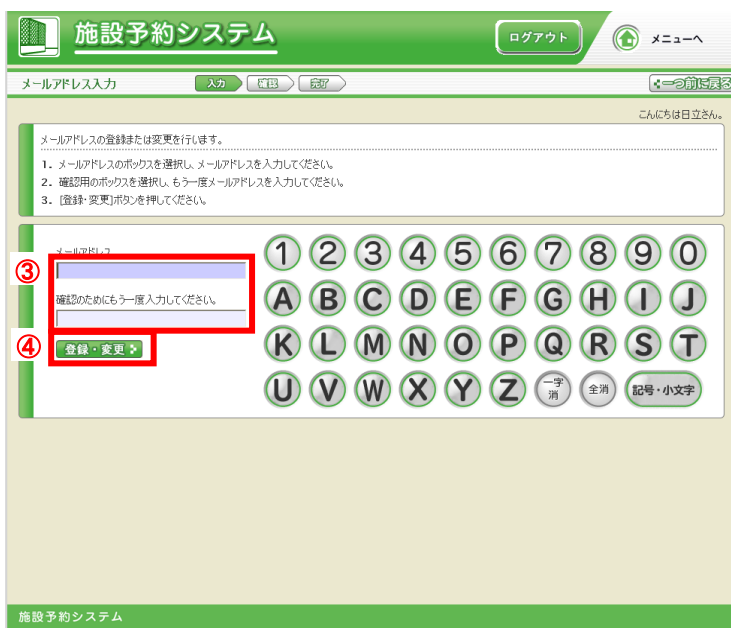 施設予約システム
ログアウト
メニューへ
メールアドレス入力
入力 確認 完了
一つ前に戻る
こんにちは日立さん。
メールアドレスの登録または変更を行います。
1. メールアドレスのボックスを選択し、メールアドレスを入力してください。
2. 確認用のボックスを選択し、もう一度メールアドレスを入力してください。
3. [登録・変更]ボタンを押してください。
メールアドレス
③
確認のためにもう一度入力してください。
④ 登録・変更
1 2 3 4 5 6 7 8 9 0
A B C D E F G H I J
K L M N O P Q R S T
U V W X Y Z 一字消 全消 記号・小文字
施設予約システム